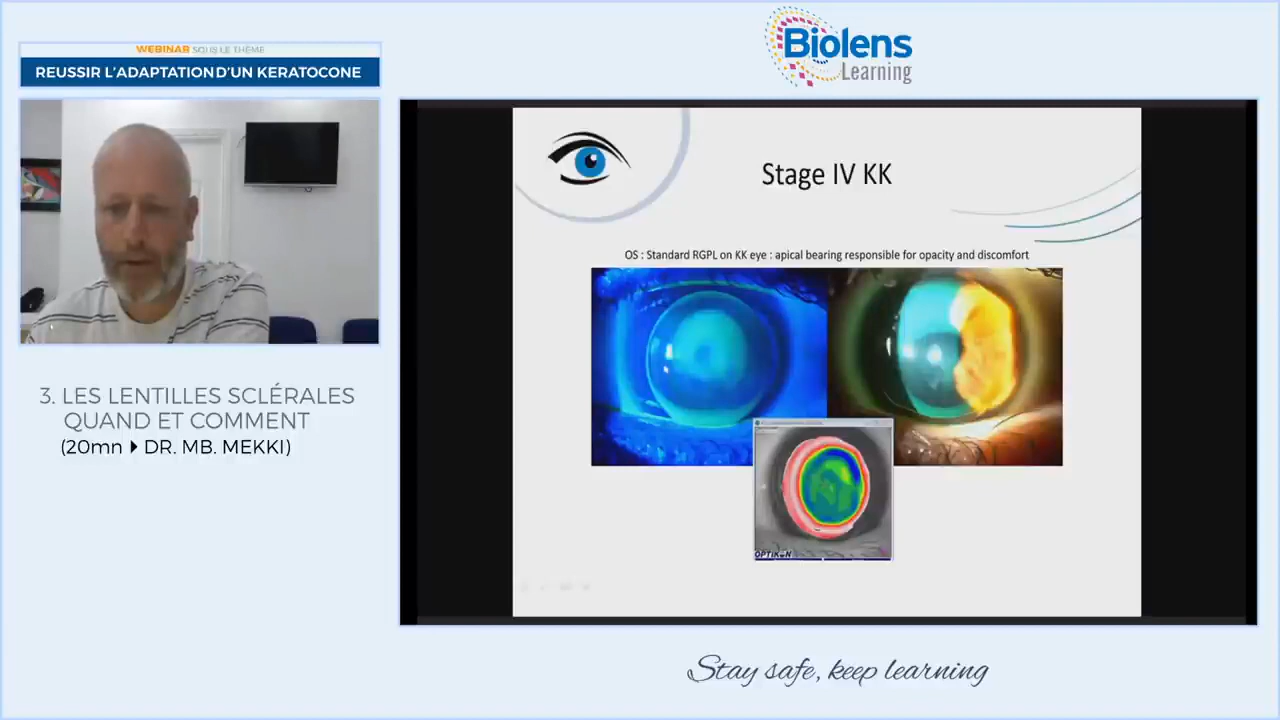 WEBINAR SOUS LE THÈME
REUSSIR L'ADAPTATION D'UN KERATOCONE
Biolens
Learning
Stage IV KK
OS : Standard RGPL on KK eye : apical bearing responsible for opacity and discomfort
OPTIKON
3. LES LENTILLES SCLÉRALES
QUAND ET COMMENT
(20mn ▸ DR. MB. MEKKI)
Stay safe, keep learning